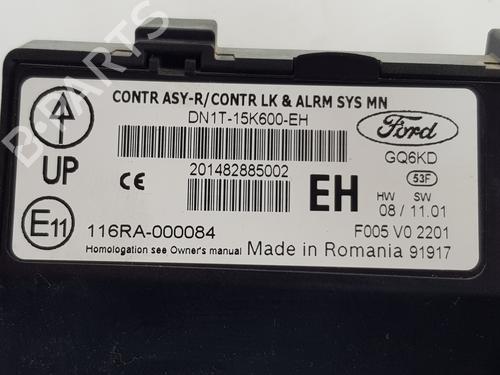 CONTR ASY-R/CONTR LK & ALRM SYS MN
DN1T-15K600-EH
Ford
GQ6KD
UP
201482885002
53F
CE
EH
HW SW
08 / 11.01
E11
116RA-000084
F005 V0 2201
Homologation see Owner's manual Made in Romania 91917
B-PARTS